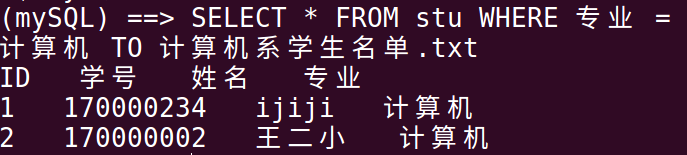 (mySQL) ==> SELECT * FROM stu WHERE 专业 =
计算机 TO 计算机系学生名单.txt
ID 学号 姓名 专业
1 170000234 ijiji 计算机
2 170000002 王二小 计算机